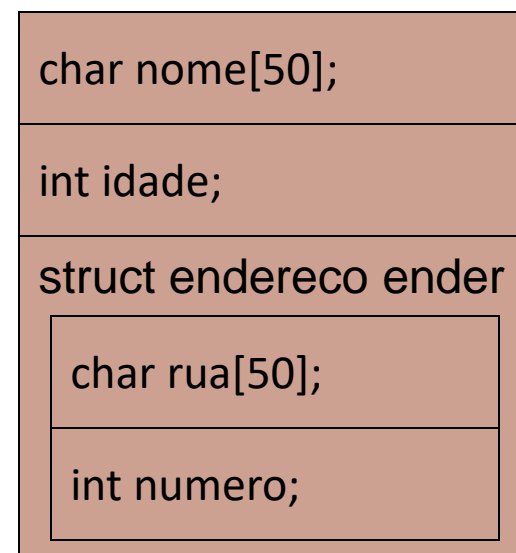 char nome[50];
int idade;
struct endereco ender
char rua[50];
int numero;